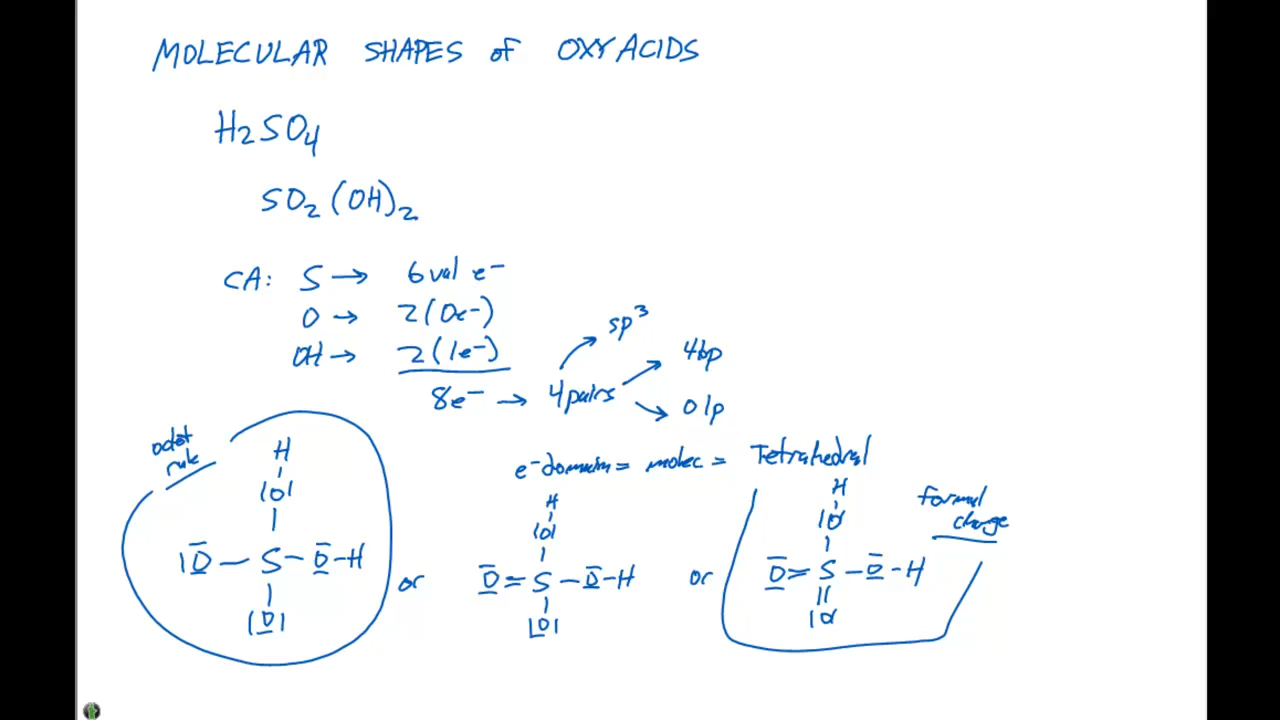 MOLECULAR SHAPES of OXYACIDS
H2SO4
SO2(OH)2
CA: S → 6 val e-
O → 2(0e-)
OH → 2(1e-)
8e- → 4 pairs
sp3
4bp
0 lp
e-domain = molec = Tetrahedral
octet rule
H
|O|
|O — S — O - H
|O|
or
H
|O|
O = S — O - H
|O|
or
formal charge
H
|O|
O = S — O - H
|O|